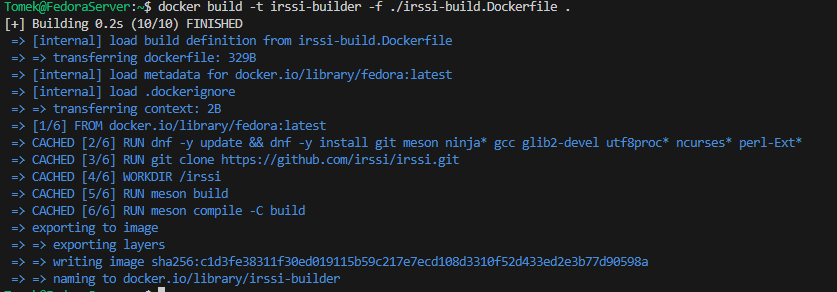 Tomek@FedoraServer:~$ docker build -t irssi-builder -f ./irssi-build.Dockerfile .
[+] Building 0.2s (10/10) FINISHED
=> [internal] load build definition from irssi-build.Dockerfile
=> => transferring dockerfile: 329B
=> [internal] load metadata for docker.io/library/fedora:latest
=> [internal] load .dockerignore
=> => transferring context: 2B
=> [1/6] FROM docker.io/library/fedora:latest
=> CACHED [2/6] RUN dnf -y update && dnf -y install git meson ninja* gcc glib2-devel utf8proc* ncurses* perl-Ext*
=> CACHED [3/6] RUN git clone https://github.com/irssi/irssi.git
=> CACHED [4/6] WORKDIR /irssi
=> CACHED [5/6] RUN meson build
=> CACHED [6/6] RUN meson compile -C build
=> exporting to image
=> => exporting layers
=> => writing image sha256:c1d3fe38311f30ed019115b59c217e7ecd108d3310f52d433ed2e3b77d90598a
=> => naming to docker.io/library/irssi-builder